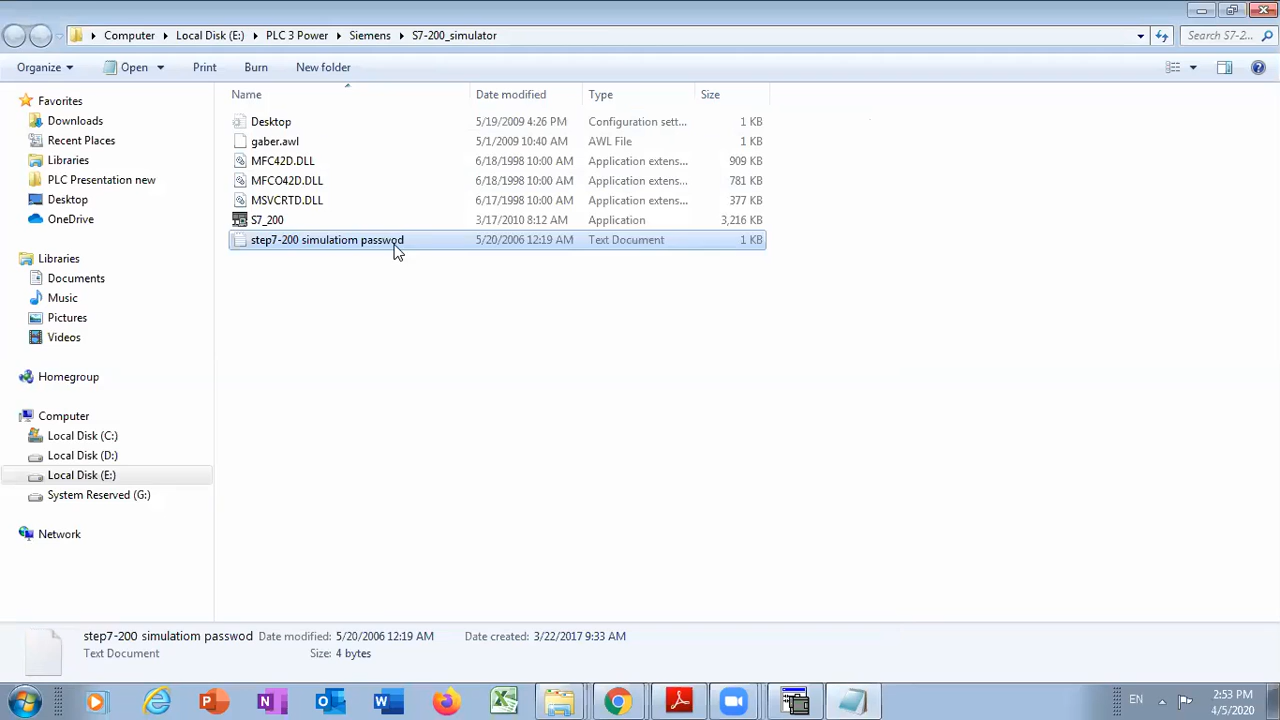 Computer Local Disk (E:) PLC 3 Power Siemens S7-200_simulator Search S7-2...
Organize Open Print Burn New folder
Name Date modified Type Size
Favorites
Downloads
Recent Places
Libraries
PLC Presentation new
Desktop
OneDrive
Libraries
Documents
Music
Pictures
Videos
Homegroup
Computer
Local Disk (C:)
Local Disk (D:)
Local Disk (E:)
System Reserved (G:)
Network
Desktop 5/19/2009 4:26 PM Configuration sett... 1 KB
gaber.awl 5/1/2009 10:40 AM AWL File 1 KB
MFC42D.DLL 6/18/1998 10:00 AM Application extens... 909 KB
MFCO42D.DLL 6/18/1998 10:00 AM Application extens... 781 KB
MSVCRTD.DLL 6/17/1998 10:00 AM Application extens... 377 KB
S7_200 3/17/2010 8:12 AM Application 3,216 KB
step7-200 simulatiom passwod 5/20/2006 12:19 AM Text Document 1 KB
step7-200 simulatiom passwod Date modified: 5/20/2006 12:19 AM Date created: 3/22/2017 9:33 AM
Text Document Size: 4 bytes
EN 2:53 PM
4/5/2020